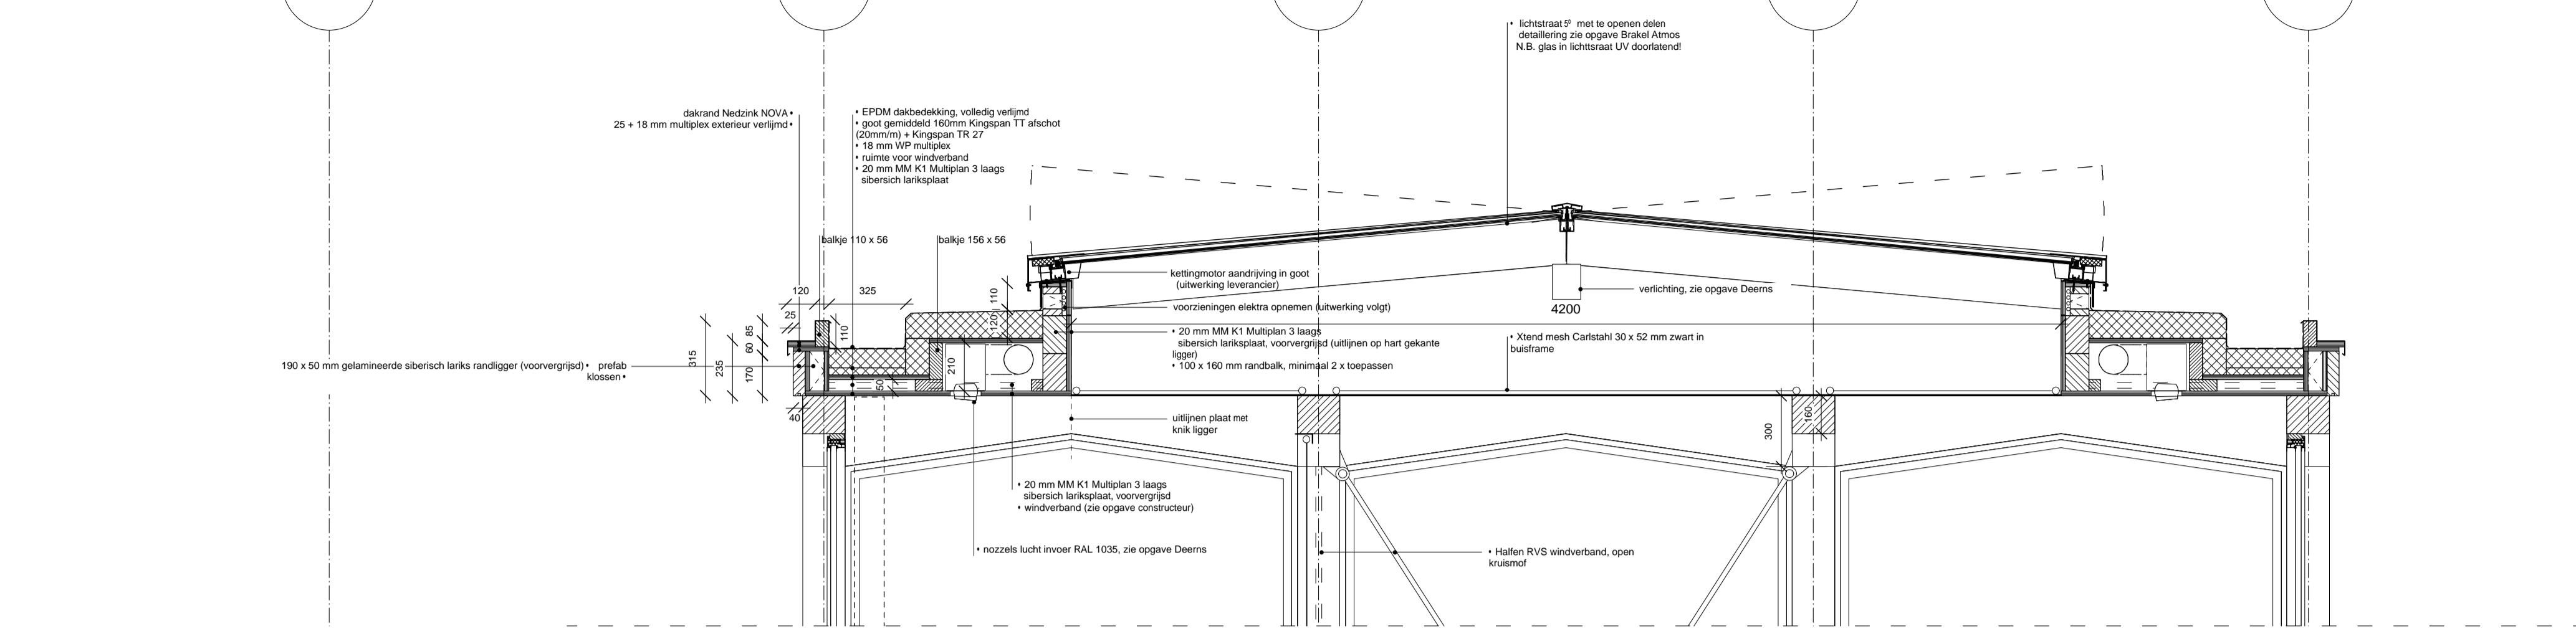 lichtstraat 5⁰ met te openen delen
detaillering zie opgave Brakel Atmos
N.B. glas in lichttsraat UV doorlatend!
dakrand Nedzink NOVA
25 + 18 mm multiplex exterieur verlijmd
EPDM dakbedekking, volledig verlijmd
goot gemiddeld 160mm Kingspan TT afschot
(20mm/m) + Kingspan TR 27
18 mm WP multiplex
ruimte voor windverband
20 mm MM K1 Multiplan 3 laags
sibersich lariksplaat
balkje 110 x 56
balkje 156 x 56
kettingmotor aandrijving in goot
(uitwerking leverancier)
verlichting, zie opgave Deerns
120
325
110
25
voorzieningen elektra opnemen (uitwerking volgt)
4200
120
85
110
60
315
235
170
210
50
20 mm MM K1 Multiplan 3 laags
sibersich lariksplaat, voorvergrijsd (uitlijnen op hart gekante
ligger)
100 x 160 mm randbalk, minimaal 2 x toepassen
Xtend mesh Carlstahl 30 x 52 mm zwart in
buisframe
190 x 50 mm gelamineerde siberisch lariks randligger (voorvergrijsd) prefab
klossen
40
uitlijnen plaat met
knik ligger
160
300
20 mm MM K1 Multiplan 3 laags
sibersich lariksplaat, voorvergrijsd
windverband (zie opgave constructeur)
nozzels lucht invoer RAL 1035, zie opgave Deerns
Halfen RVS windverband, open
kruismof